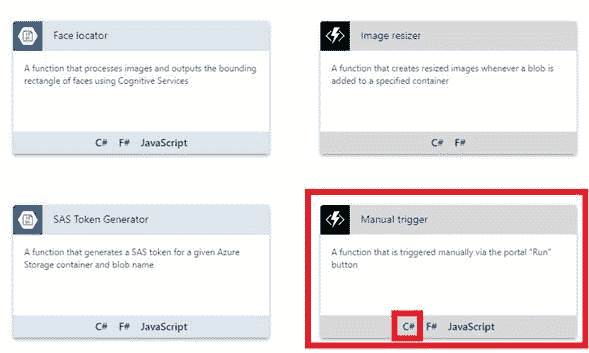 Face locator
A function that processes images and outputs the bounding
rectangle of faces using Cognitive Services
C# F# JavaScript
Image resizer
A function that creates resized images whenever a blob is
added to a specified container
C# F#
SAS Token Generator
A function that generates a SAS token for a given Azure
Storage container and blob name
C# F# JavaScript
Manual trigger
A function that is triggered manually via the portal "Run"
button
C# F# JavaScript